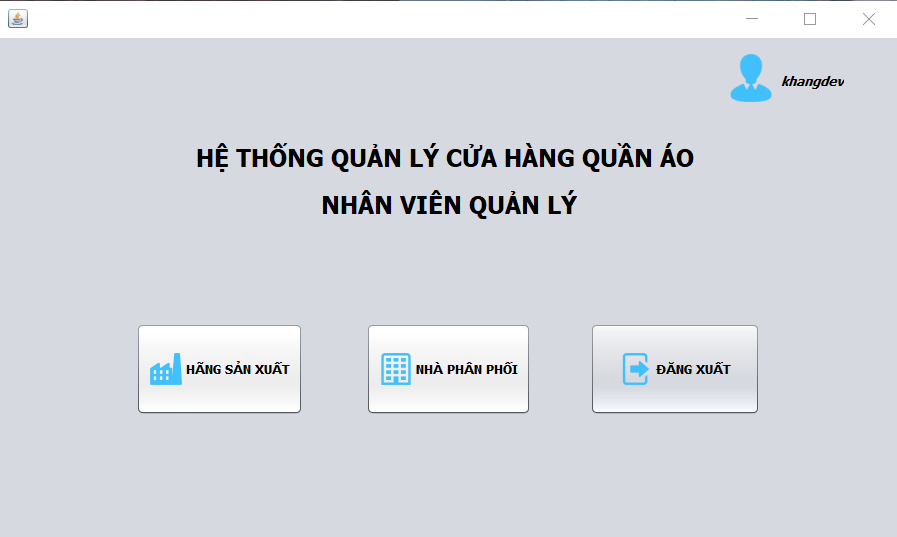 khangdev
HỆ THỐNG QUẢN LÝ CỬA HÀNG QUẦN ÁO
NHÂN VIÊN QUẢN LÝ
HÃNG SẢN XUẤT
NHÀ PHÂN PHỐI
ĐĂNG XUẤT